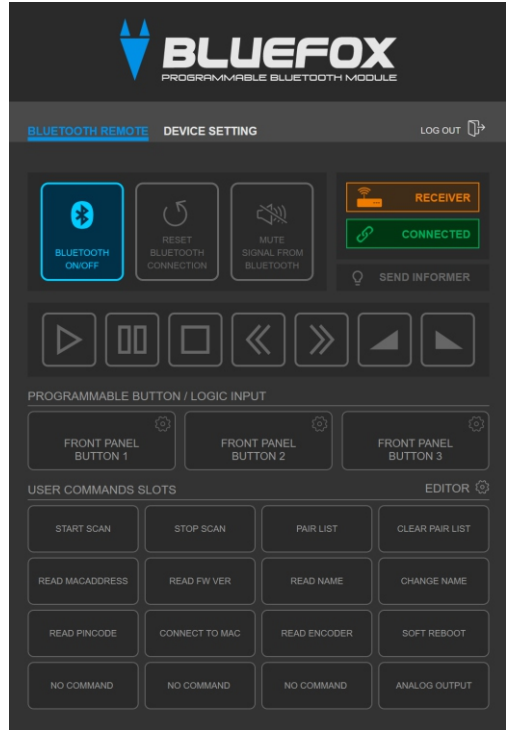 BLUEFOX
PROGRAMMABLE BLUETOOTH MODULE
BLUETOOTH REMOTE DEVICE SETTING LOG OUT
BLUETOOTH
ON/OFF
RESET
BLUETOOTH
CONNECTION
MUTE
SIGNAL FROM
BLUETOOTH
RECEIVER
CONNECTED
SEND INFORMER
PROGRAMMABLE BUTTON / LOGIC INPUT
FRONT PANEL
BUTTON 1
FRONT PANEL
BUTTON 2
FRONT PANEL
BUTTON 3
USER COMMANDS SLOTS EDITOR
START SCAN STOP SCAN PAIR LIST CLEAR PAIR LIST
READ MACADDRESS READ FW VER READ NAME CHANGE NAME
READ PINCODE CONNECT TO MAC READ ENCODER SOFT REBOOT
NO COMMAND NO COMMAND NO COMMAND ANALOG OUTPUT